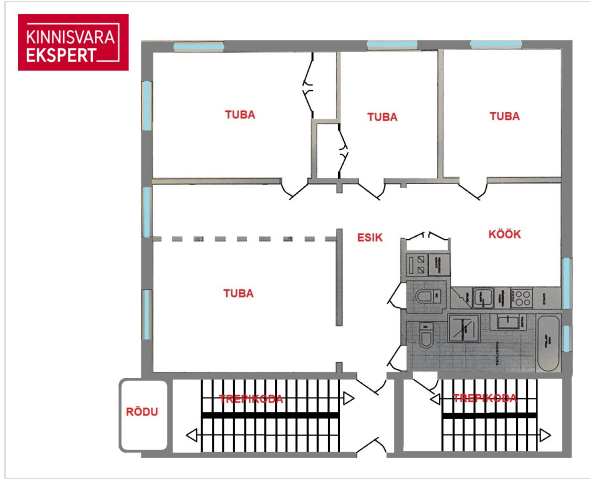 KINNISVARA
EKSPERT
TUBA
TUBA
TUBA
ESIK
KÖÖK
TUBA
TREPIKODA
TREPIKODA
RÕDU